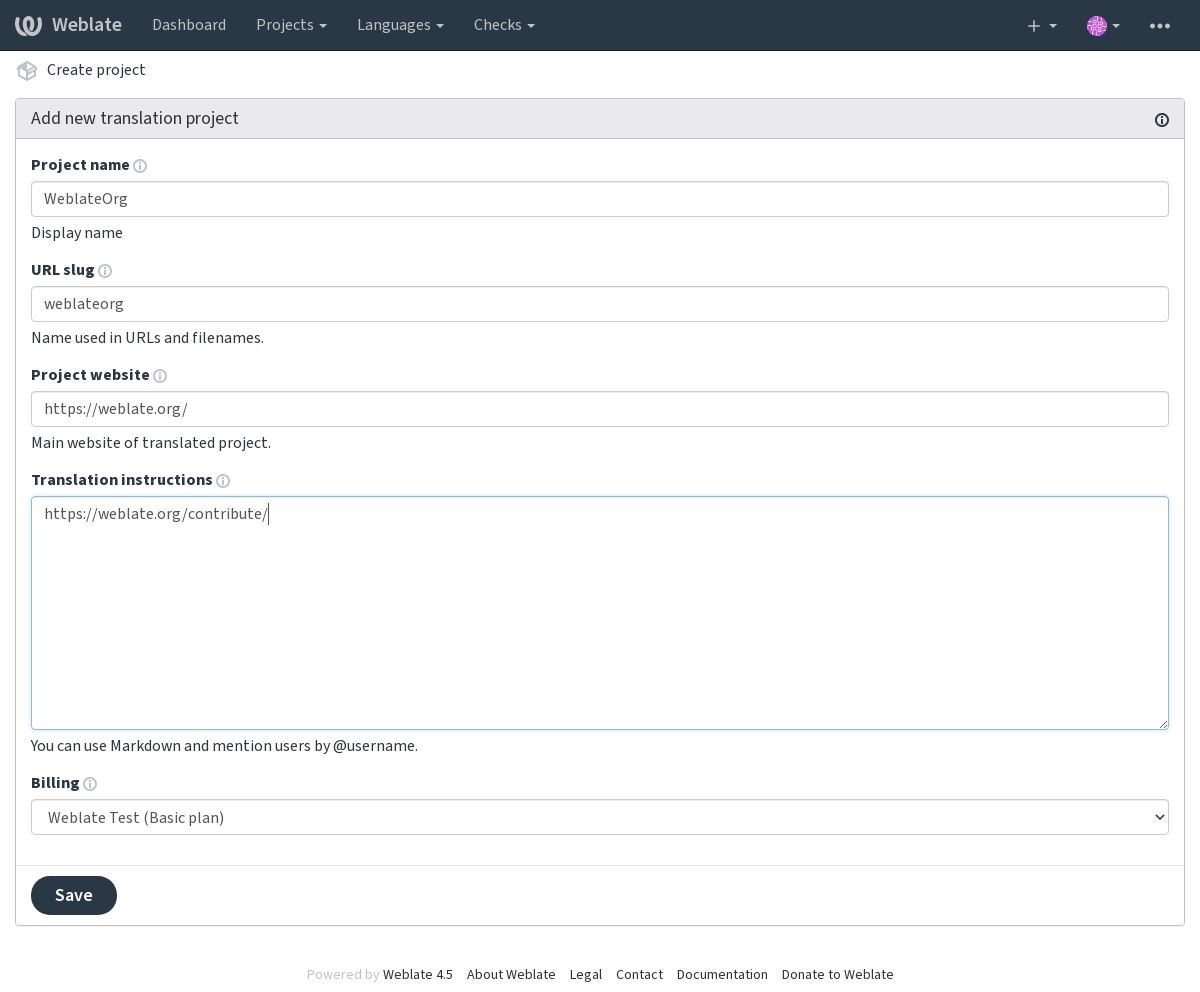 Weblate Dashboard Projects Languages Checks
Create project
Add new translation project
Project name
WeblateOrg
Display name
URL slug
weblateorg
Name used in URLs and filenames.
Project website
https://weblate.org/
Main website of translated project.
Translation instructions
https://weblate.org/contribute/
You can use Markdown and mention users by @username.
Billing
Weblate Test (Basic plan)
Save
Powered by Weblate 4.5 About Weblate Legal Contact Documentation Donate to Weblate